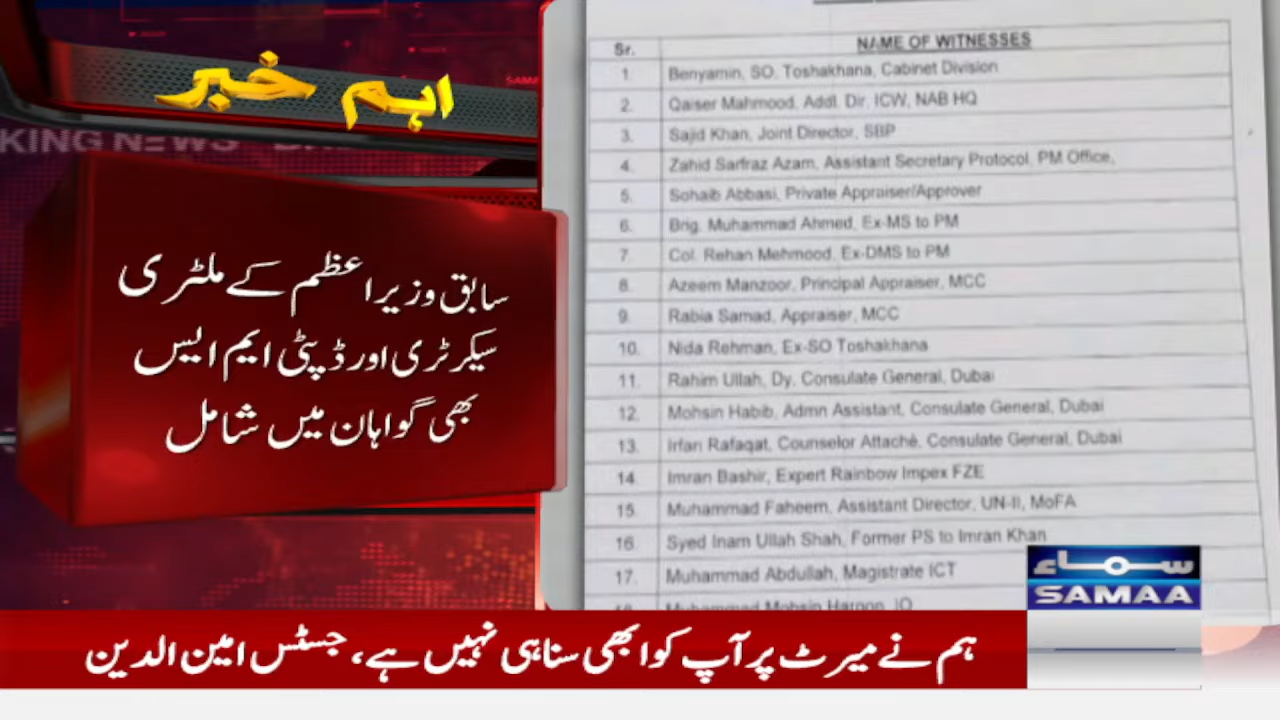 اہم خبر
KING NEWS
سابق وزیراعظم کے ملٹری
سیکرٹری اور ڈپٹی ایم ایس
بھی گواہان میں شامل
Sr. NAME OF WITNESSES
1. Benyamin, SO. Toshakhana, Cabinet Division
2. Qaiser Mahmood, Addl. Dir, ICW, NAB HQ
3. Sajid Khan, Joint Director, SBP
4. Zahid Sarfraz Azam, Assistant Secretary Protocol, PM Office,
5. Sohaib Abbasi, Private Appraiser/Approver
6. Brig. Muhammad Ahmed, Ex-MS to PM
7. Col. Rehan Mehmood, Ex-DMS to PM
8. Azeem Manzoor, Principal Appraiser, MCC
9. Rabia Samad, Appraiser, MCC
10. Nida Rehman, Ex-SO Toshakhana
11. Rahim Ullah, Dy. Consulate General, Dubai
12. Mohsin Habib, Admn Assistant, Consulate General, Dubai
13. Irfan Rafaqat, Counselor Attachè, Consulate General, Dubai
14. Imran Bashir, Expert Rainbow Impex FZE
15. Muhammad Faheem, Assistant Director, UN-II, MoFA
16. Syed Inam Ullah Shah, Former PS to Imran Khan
17. Muhammad Abdullah, Magistrate ICT
18. Muhammad Mohsin Haroon, IO
سماء
SAMAA
ہم نے میرٹ پر آپ کو ابھی سنا ہی نہیں ہے، جسٹس امین الدین